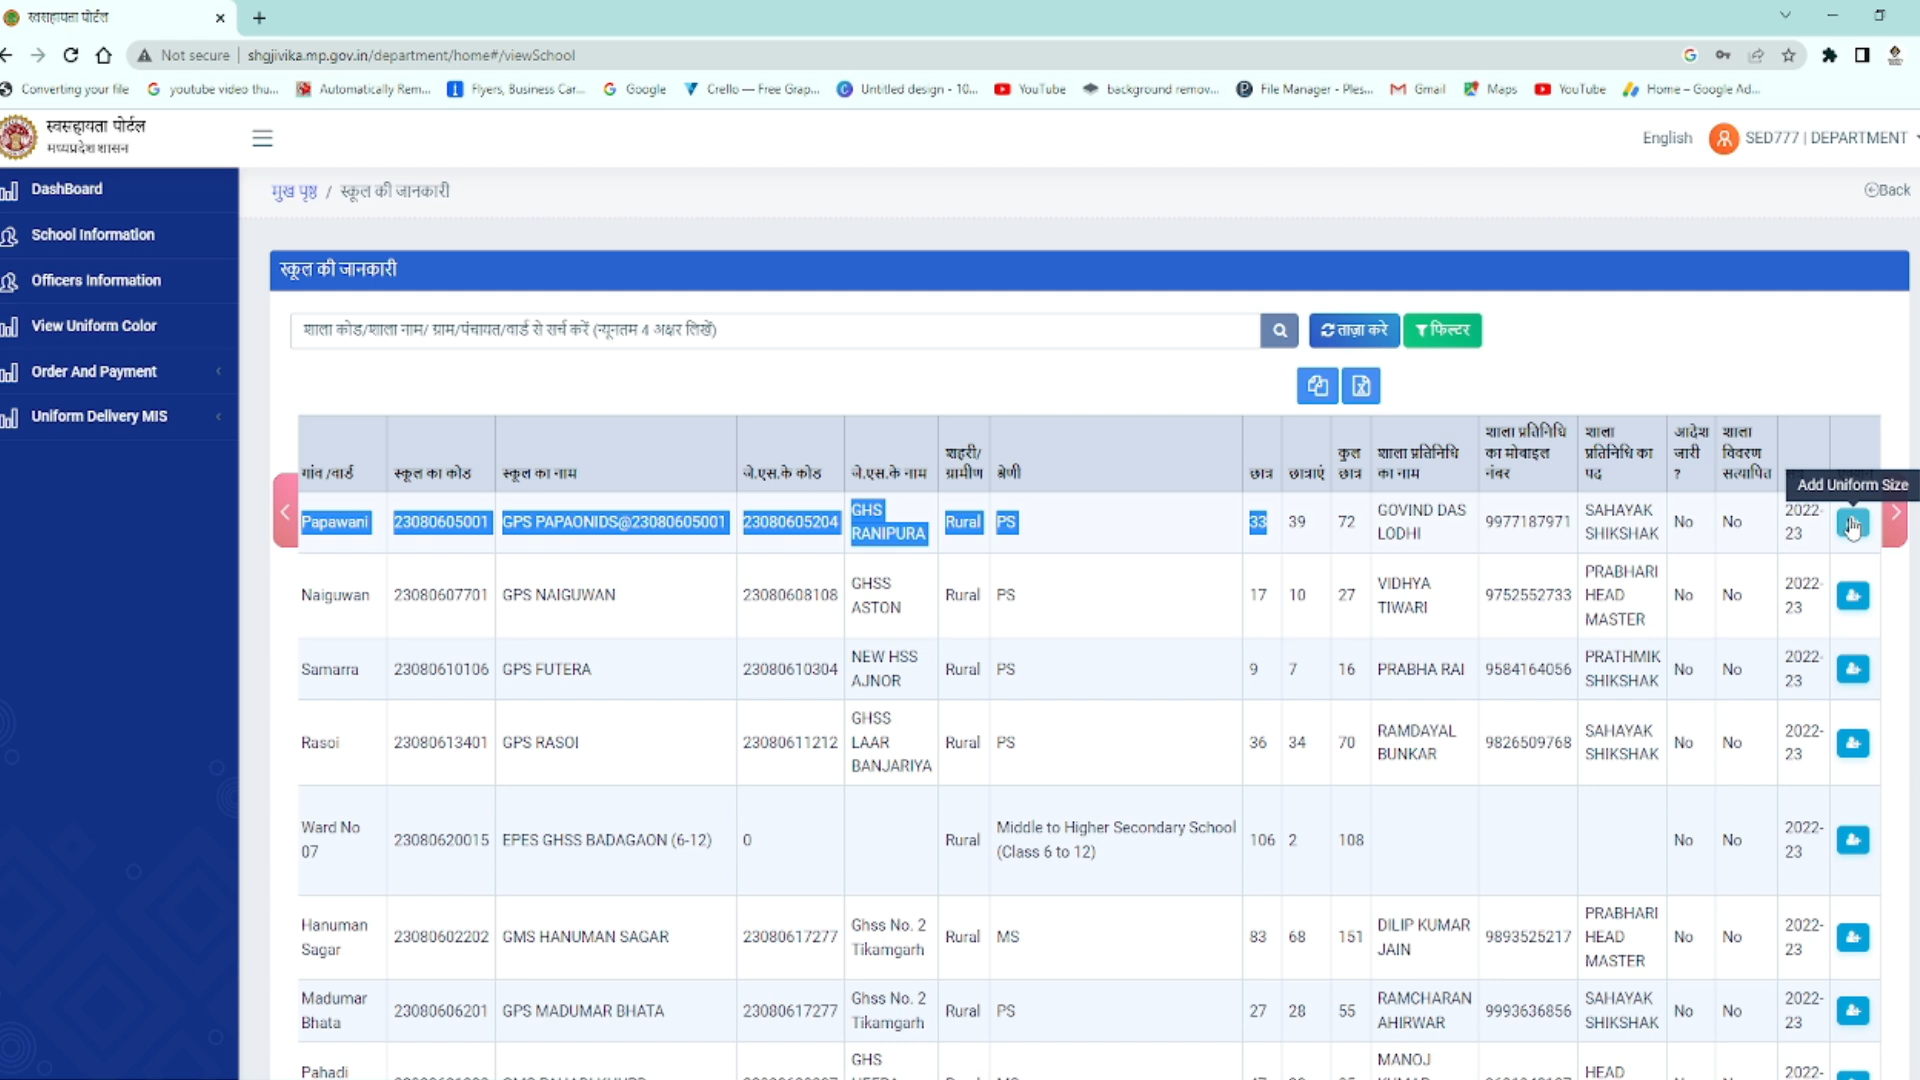 स्वसहायता पोर्टल
Not secure | shgjivika.mp.gov.in/department/home#/viewSchool
Converting your file youtube video thu... Automatically Rem... Flyers, Business Car... Google Crello — Free Grap... Untitled design - 10... YouTube background remov... File Manager - Ples... Gmail Maps YouTube Home – Google Ad...
स्वसहायता पोर्टल
मध्यप्रदेश शासन
English SED777 | DEPARTMENT
DashBoard
School Information
Officers Information
View Uniform Color
Order And Payment
Uniform Delivery MIS
मुख पृष्ठ / स्कूल की जानकारी
Back
स्कूल की जानकारी
शाला कोड/शाला नाम/ ग्राम/पंचायत/वार्ड से सर्च करें (न्यूनतम 4 अक्षर लिखें)
ताज़ा करे फिल्टर
गांव /वार्ड स्कूल का कोड स्कूल का नाम जे.एस.के कोड जे.एस.के नाम शहरी/ ग्रामीण श्रेणी छात्र छात्राएं कुल छात्र शाला प्रतिनिधि का नाम शाला प्रतिनिधि का मोबाइल नंबर शाला प्रतिनिधि का पद आदेश जारी ? शाला विवरण सत्यापित
Add Uniform Size
Papawani 23080605001 GPS PAPAONIDS@23080605001 23080605204 GHS RANIPURA Rural PS 33 39 72 GOVIND DAS LODHI 9977187971 SAHAYAK SHIKSHAK No No 2022-23
Naiguwan 23080607701 GPS NAIGUWAN 23080608108 GHSS ASTON Rural PS 17 10 27 VIDHYA TIWARI 9752552733 PRABHARI HEAD MASTER No No 2022-23
Samarra 23080610106 GPS FUTERA 23080610304 NEW HSS AJNOR Rural PS 9 7 16 PRABHA RAI 9584164056 PRATHMIK SHIKSHAK No No 2022-23
Rasoi 23080613401 GPS RASOI 23080611212 GHSS LAAR BANJARIYA Rural PS 36 34 70 RAMDAYAL BUNKAR 9826509768 SAHAYAK SHIKSHAK No No 2022-23
Ward No 07 23080620015 EPES GHSS BADAGAON (6-12) 0 Rural Middle to Higher Secondary School (Class 6 to 12) 106 2 108 No No 2022-23
Hanuman Sagar 23080602202 GMS HANUMAN SAGAR 23080617277 Ghss No. 2 Tikamgarh Rural MS 83 68 151 DILIP KUMAR JAIN 9893525217 PRABHARI HEAD MASTER No No 2022-23
Madumar Bhata 23080606201 GPS MADUMAR BHATA 23080617277 Ghss No. 2 Tikamgarh Rural PS 27 28 55 RAMCHARAN AHIRWAR 9993636856 SAHAYAK SHIKSHAK No No 2022-23
Pahadi GHS MANOJ HEAD 2022-